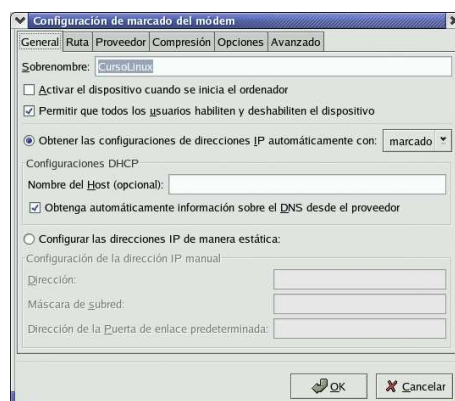 Configuración de marcado del módem
General Ruta Proveedor Compresión Opciones Avanzado
Sobrenombre: CursoLinux
Activar el dispositivo cuando se inicia el ordenador
Permitir que todos los usuarios habiliten y deshabiliten el dispositivo
Obtener las configuraciones de direcciones IP automáticamente con: marcado
Configuraciones DHCP
Nombre del Host (opcional):
Obtenga automáticamente información sobre el DNS desde el proveedor
Configurar las direcciones IP de manera estática:
Configuración de la dirección IP manual
Dirección:
Máscara de subred:
Dirección de la Puerta de enlace predeterminada:
OK Cancelar